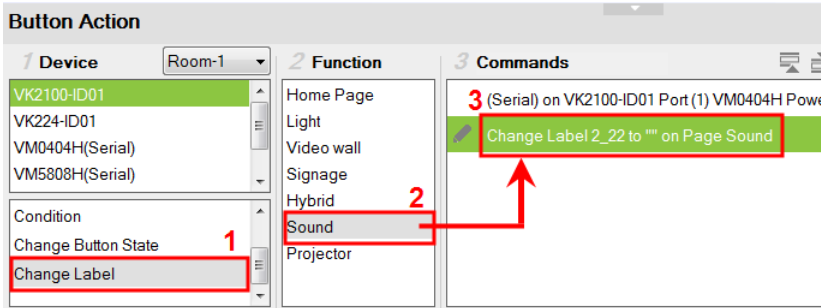 Button Action
1 Device
Room-1
VK2100-ID01
VK224-ID01
VM0404H(Serial)
VM5808H(Serial)
Condition
Change Button State
1
Change Label
2 Function
Home Page
Light
Video wall
Signage
Hybrid
2
Sound
Projector
3 Commands
3 (Serial) on VK2100-ID01 Port (1) VM0404H Powe
Change Label 2_22 to "" on Page Sound